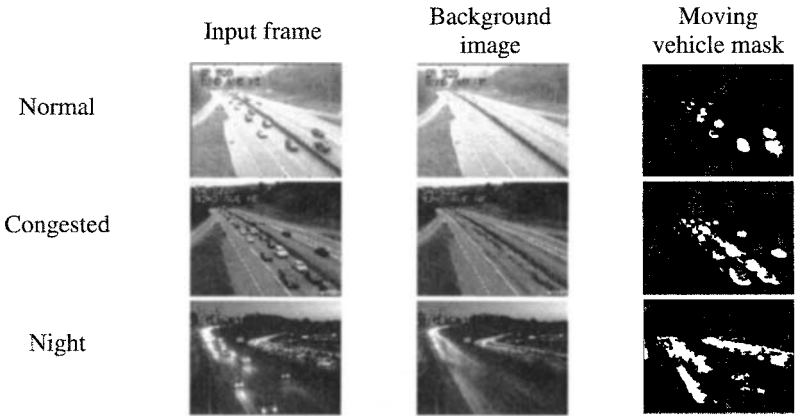 Input frame
Background
image
Moving
vehicle mask
Normal
Congested
Night